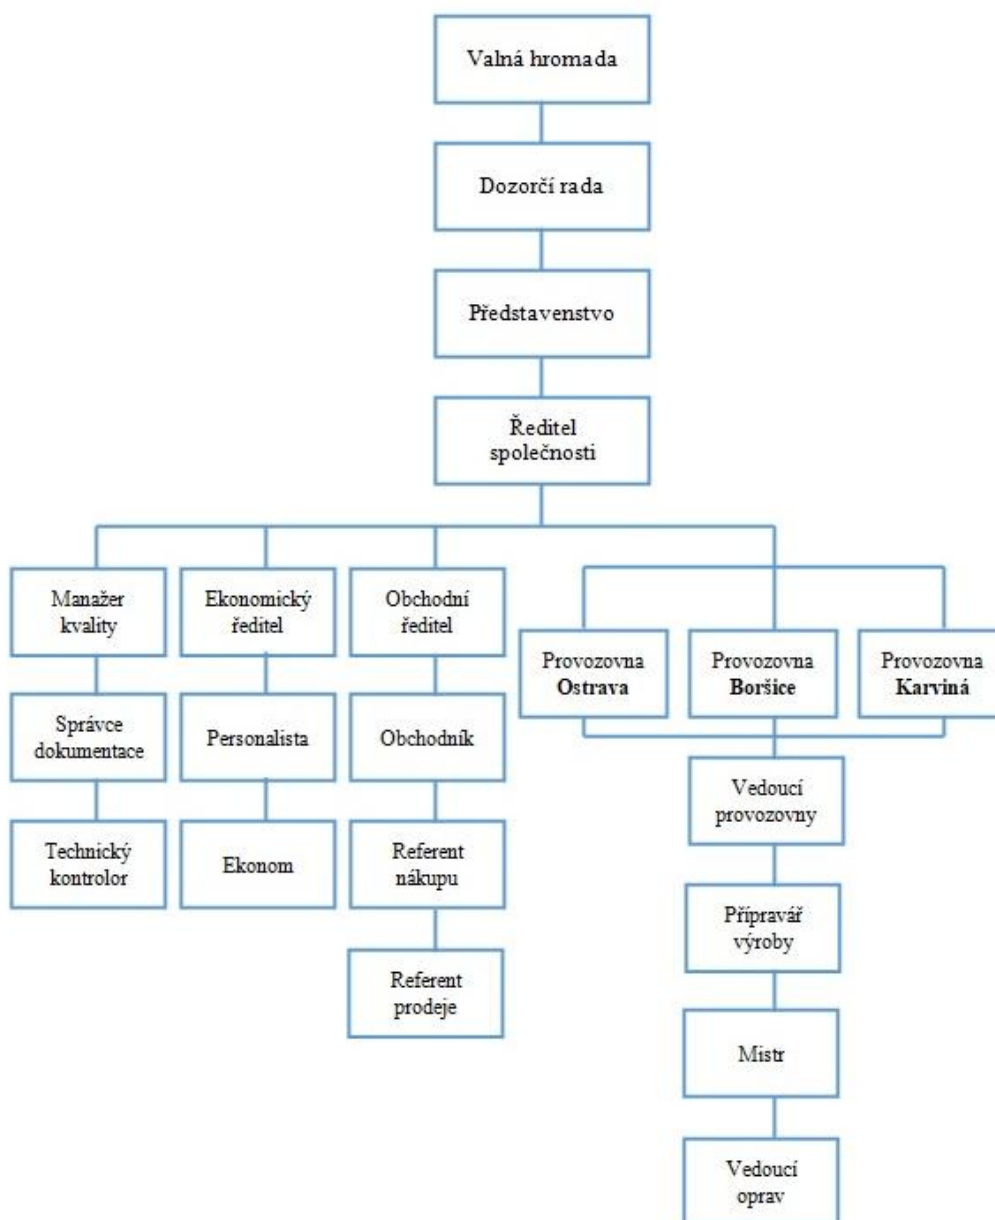 Valná hromada
Dozorčí rada
Představenstvo
Ředitel
společnosti
Manažer
kvality
Ekonomický
ředitel
Obchodní
ředitel
Provozovna
Ostrava
Provozovna
Boršice
Provozovna
Karviná
Správce
dokumentace
Personalista
Obchodník
Vedoucí
provozovny
Technický
kontrolor
Ekonom
Referent
nákupu
Přípravář
výroby
Referent
prodeje
Mistr
Vedoucí
oprav